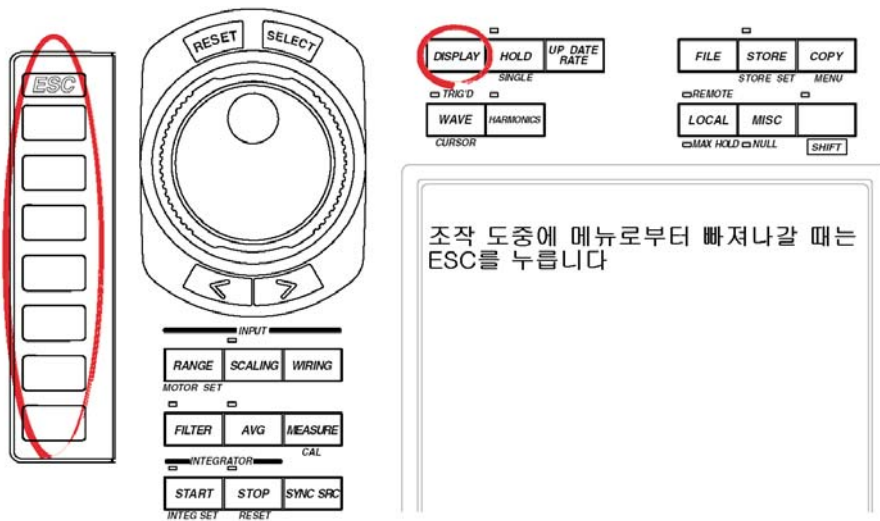 ESC
RESET SELECT
DISPLAY HOLD UP DATE RATE
SINGLE
TRIG'D
WAVE HARMONICS
CURSOR
FILE STORE COPY
STORE SET MENU
REMOTE
LOCAL MISC
MAX HOLD NULL SHIFT
조작 도중에 메뉴로부터 빠져나갈 때는
ESC를 누릅니다
INPUT
RANGE SCALING WIRING
MOTOR SET
FILTER AVG MEASURE
CAL
INTEGRATOR
START STOP SYNC SRC
INTEG SET RESET